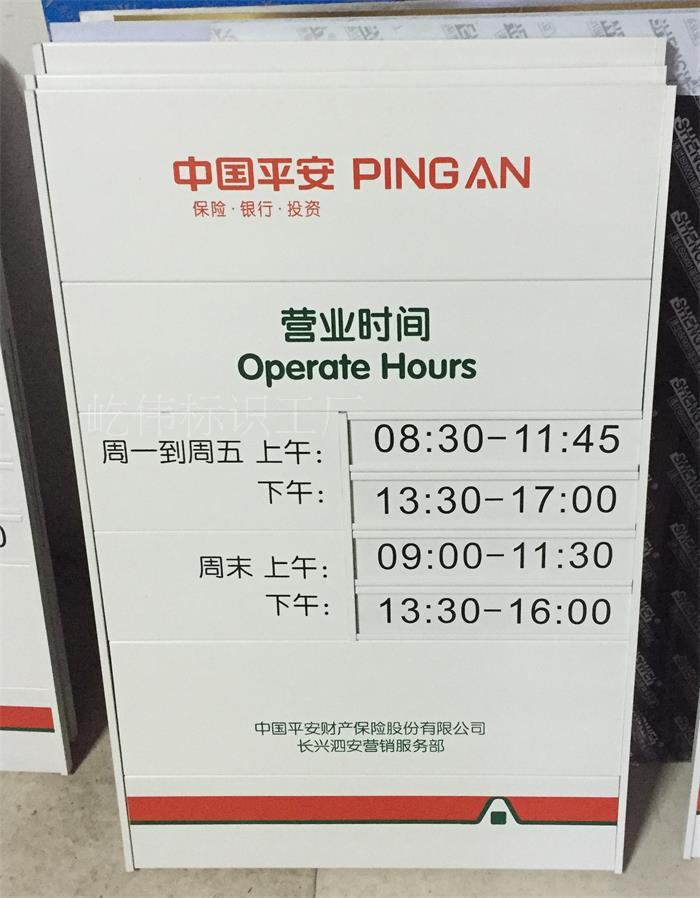 中国平安 PINGAN
保险·银行·投资
营业时间
Operate Hours
屹伟标识工厂
周一到周五 上午: 08:30-11:45
下午: 13:30-17:00
周末 上午: 09:00-11:30
下午: 13:30-16:00
中国平安财产保险股份有限公司
长兴泗安营销服务部